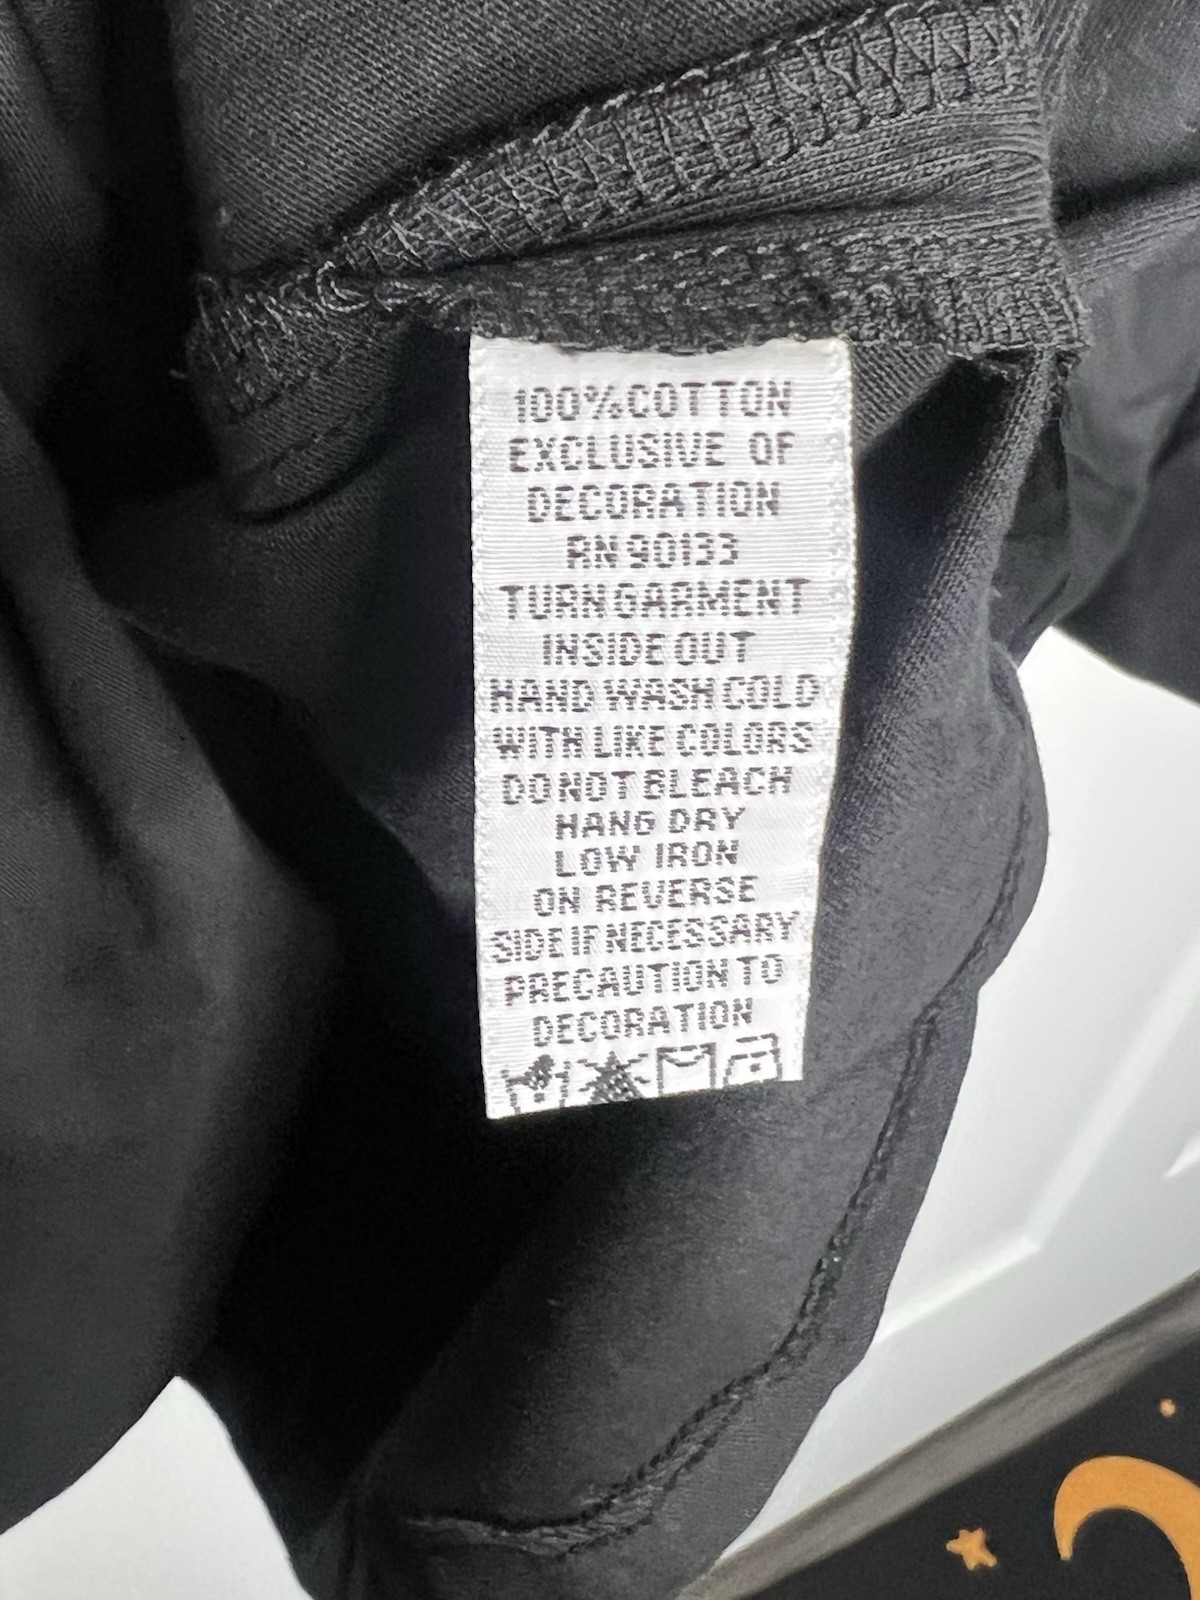 100% COTTON
EXCLUSIVE OF
DECORATION
RN 90133
TURN GARMENT
INSIDE OUT
HAND WASH COLD
WITH LIKE COLORS
DO NOT BLEACH
HANG DRY
LOW IRON
ON REVERSE
SIDE IF NECESSARY
PRECAUTION TO
DECORATION